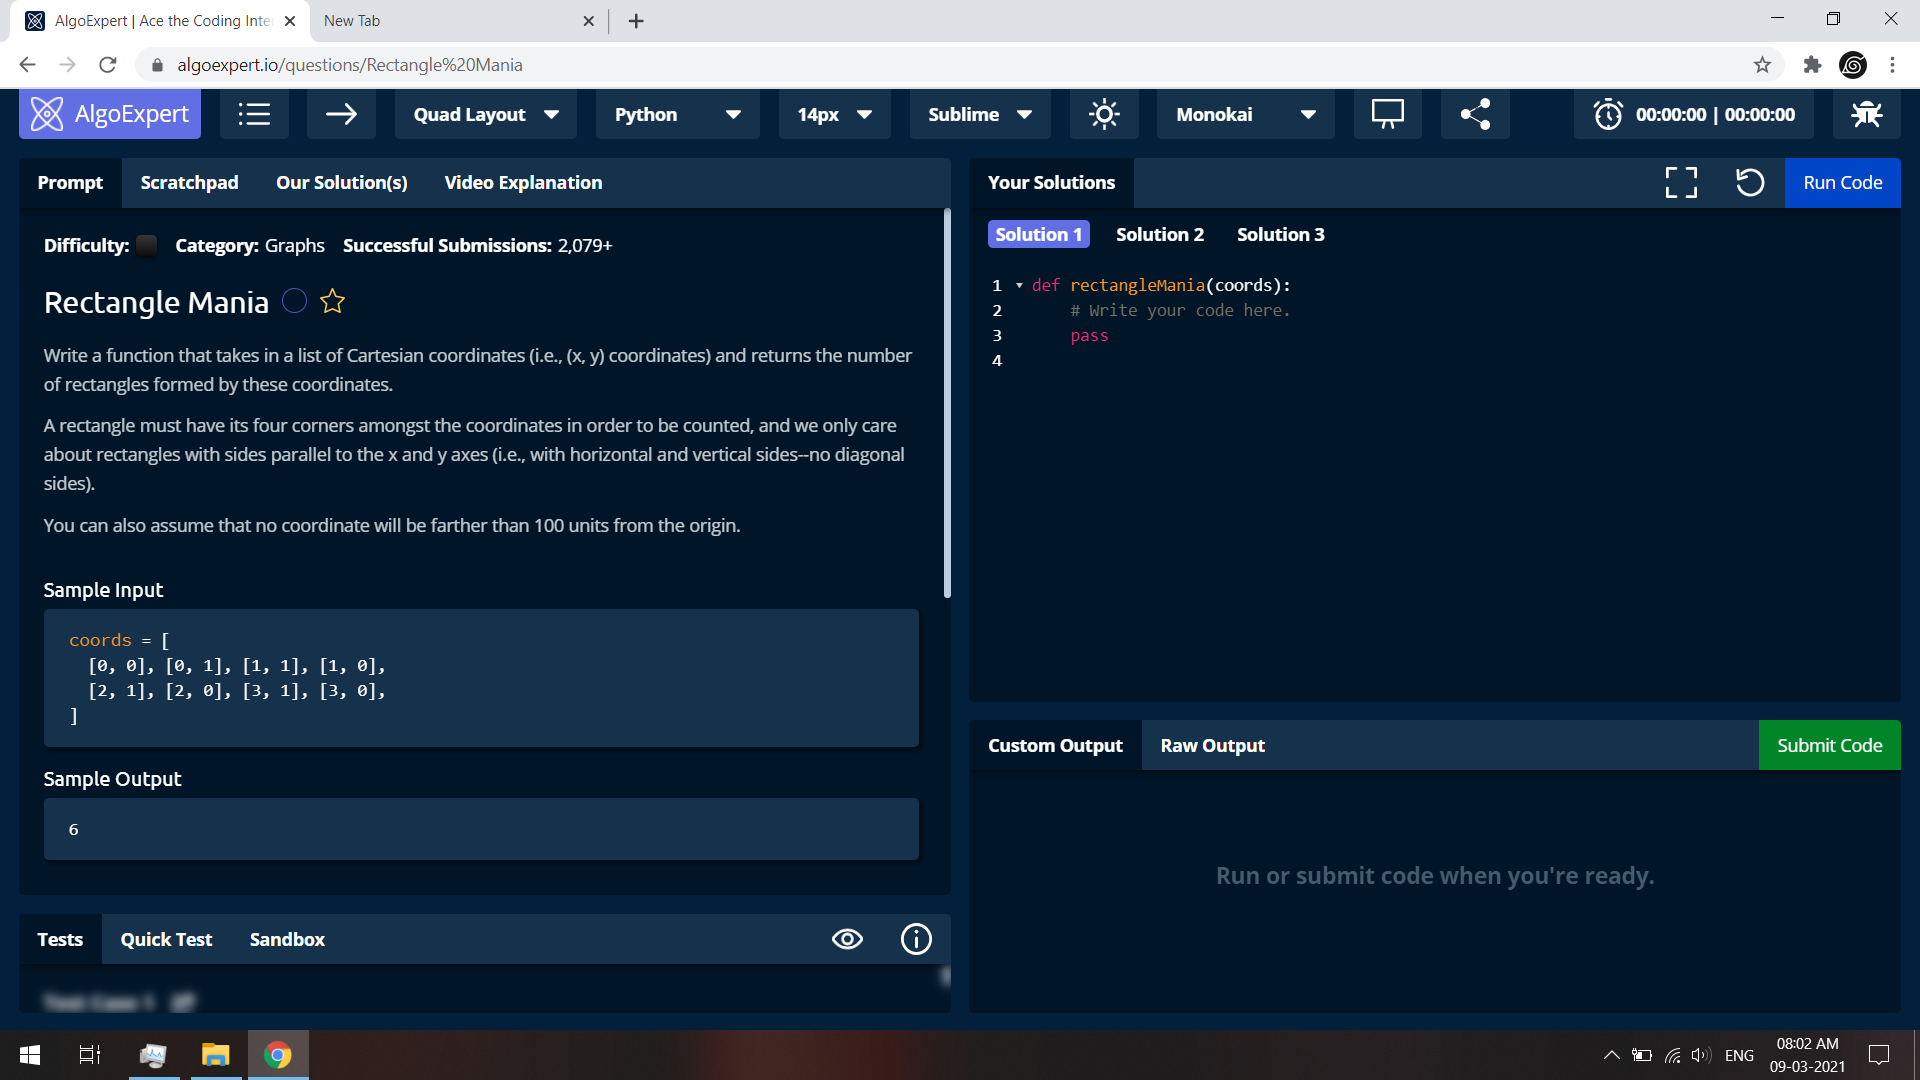 AlgoExpert | Ace the Coding Inte
New Tab
algoexpert.io/questions/Rectangle%20Mania
AlgoExpert
Quad Layout
Python
14px
Sublime
Monokai
00:00:00 | 00:00:00
Prompt
Scratchpad
Our Solution(s)
Video Explanation
Difficulty:
Category: Graphs
Successful Submissions: 2,079+
Rectangle Mania
Write a function that takes in a list of Cartesian coordinates (i.e., (x, y) coordinates) and returns the number
of rectangles formed by these coordinates.
A rectangle must have its four corners amongst the coordinates in order to be counted, and we only care
about rectangles with sides parallel to the x and y axes (i.e., with horizontal and vertical sides--no diagonal
sides).
You can also assume that no coordinate will be farther than 100 units from the origin.
Sample Input
coords = [
[0, 0], [0, 1], [1, 1], [1, 0],
[2, 1], [2, 0], [3, 1], [3, 0],
]
Sample Output
6
Tests
Quick Test
Sandbox
Test Case 1
Your Solutions
Run Code
Solution 1
Solution 2
Solution 3
1 def rectangleMania(coords):
2 # Write your code here.
3 pass
4
Custom Output
Raw Output
Submit Code
Run or submit code when you're ready.
ENG
08:02 AM
09-03-2021